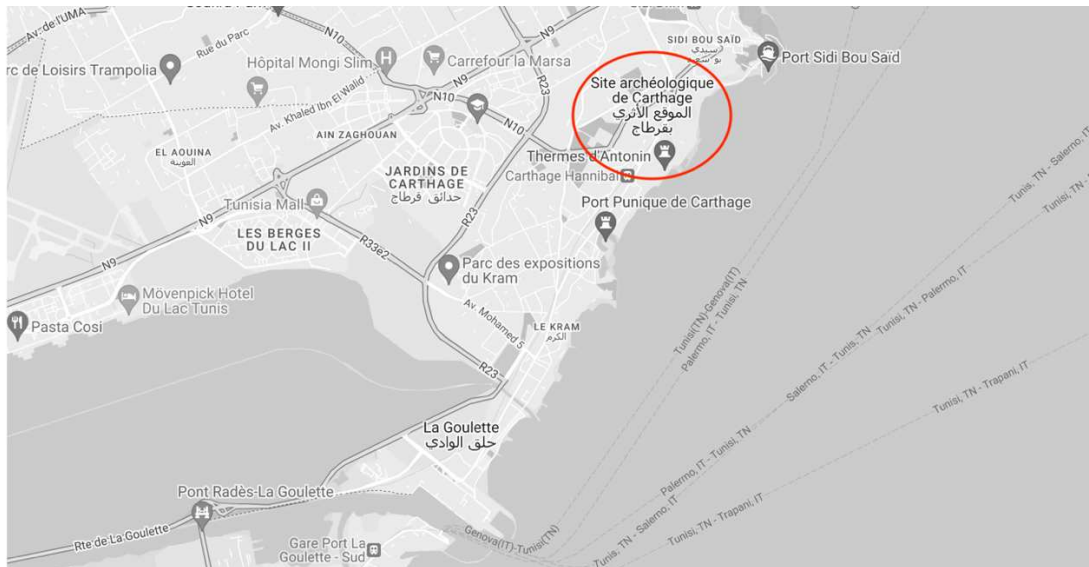 Av. de l'UMA
N10
Rue du Parc
Hôpital Mongi Slim
Carrefour la Marsa
N9
R23
SIDI BOU SAÏD
سيدي
بو سعيد
Port Sidi Bou Saïd
rc de Loisirs Trampolia
Av. Khaled Ibn El Walid
N9
N10
N10
Site archéologique
de Carthage
الموقع الأثري
بقرطاج
AIN ZAGHOUAN
EL AOUINA
العوينة
JARDINS DE
CARTHAGE
حدائق قرطاج
Thermes d'Antonin
Carthage Hannibal
Tunisia Mall
Port Punique de Carthage
N9
R23
LES BERGES
DU LAC II
R33e2
N9
Parc des expositions
du Kram
Mövenpick Hotel
Du Lac Tunis
Pasta Cosi
Av. Mohamed 5
LE KRAM
الكرم
R23
Tunisi(TN)-Genova(IT)
Palermo, IT - Tunisi, TN
Tunis, TN - Salerno, IT
Salerno, IT - Tunis, TN
Tunisi, TN - Palermo, IT
Tunisi, TN - Trapani, IT
La Goulette
حلق الوادي
Palermo, IT - Tunisi, TN
Pont Radès-La Goulette
Rte de La Goulette
Gare Port La
Goulette - Sud
Genova(IT)-Tunisi(TN)
Tunis, TN - Salerno, IT
Tunisi, TN - Trapani, IT